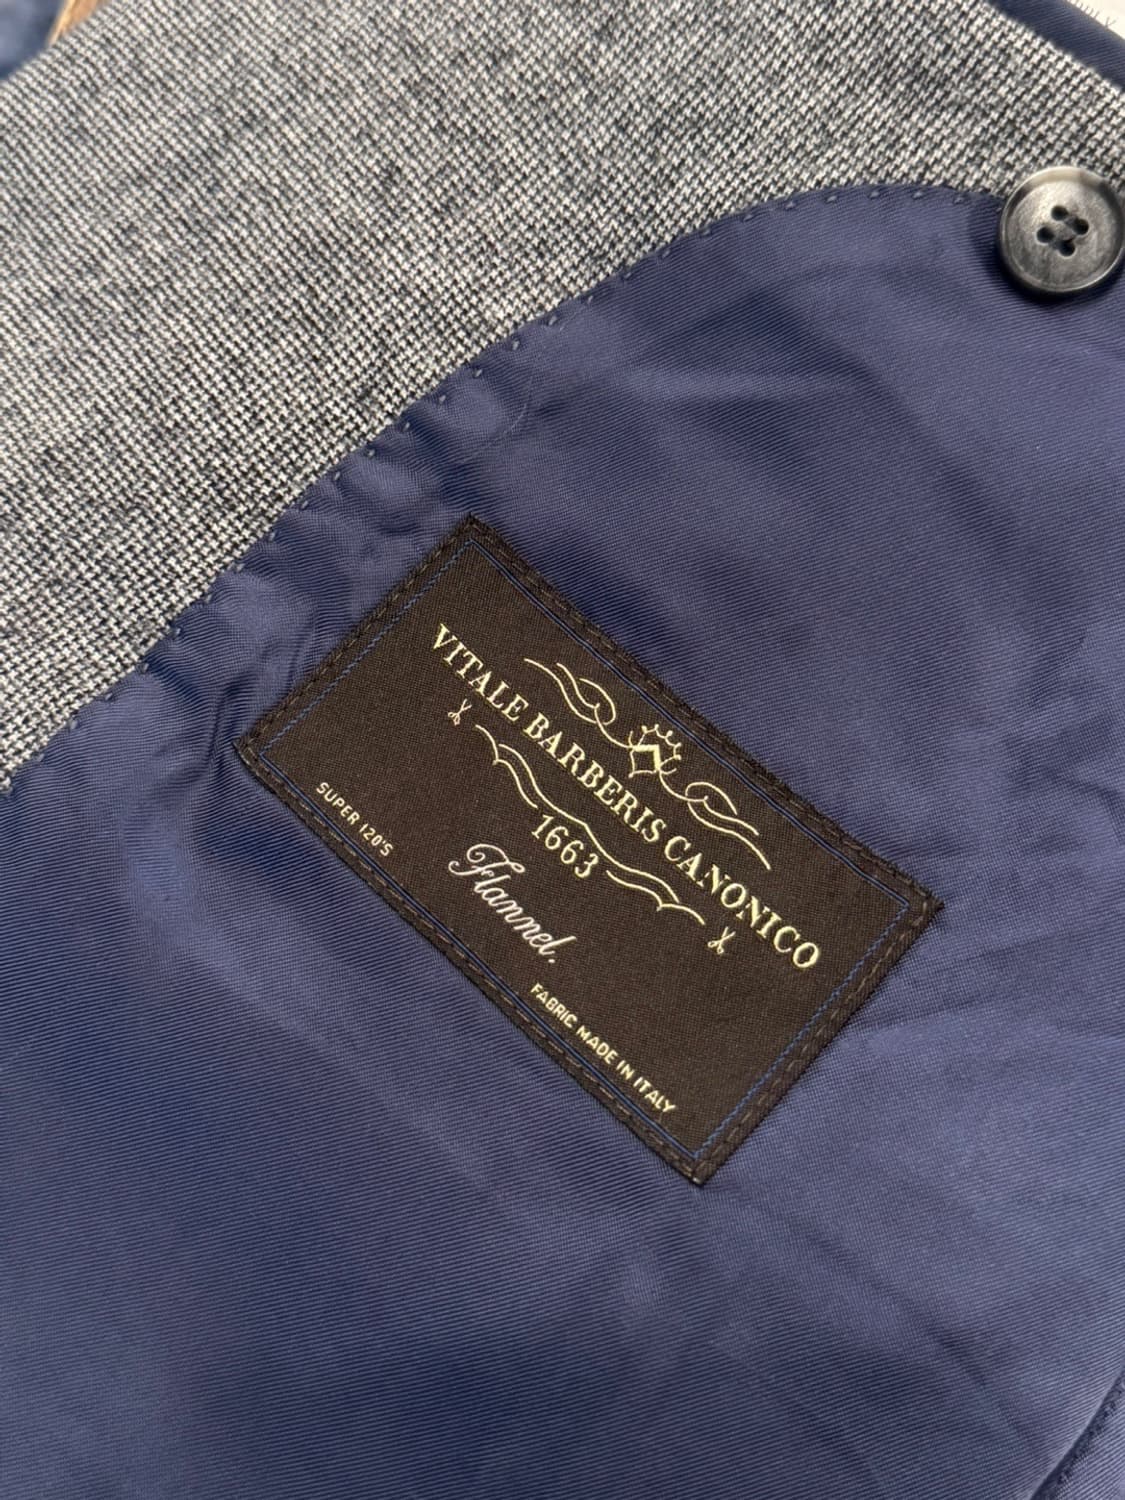 VITALE BARBERIS CANONICO
1663
Flannel.
SUPER 120'S
FABRIC MADE IN ITALY